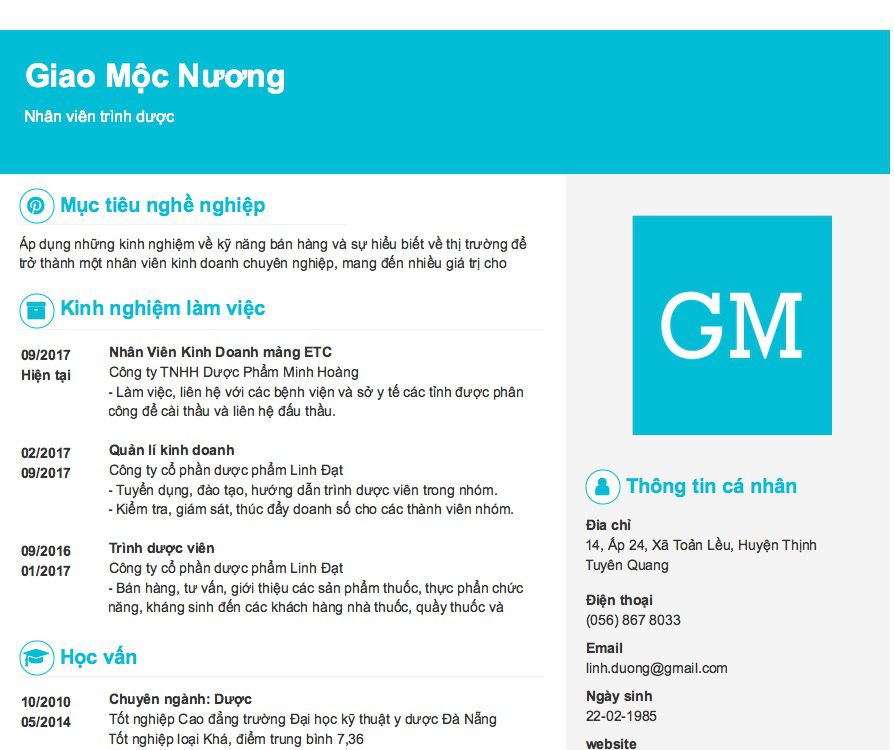 Giao Mộc Nương
Nhân viên trình dược
Mục tiêu nghề nghiệp
Áp dụng những kinh nghiệm về kỹ năng bán hàng và sự hiểu biết về thị trường để
trở thành một nhân viên kinh doanh chuyên nghiệp, mang đến nhiều giá trị cho
Kinh nghiệm làm việc
09/2017
Hiện tại
Nhân Viên Kinh Doanh mảng ETC
Công ty TNHH Dược Phẩm Minh Hoàng
- Làm việc, liên hệ với các bệnh viện và sở y tế các tỉnh được phân
công để cài thầu và liên hệ đấu thầu.
02/2017
09/2017
Quản lí kinh doanh
Công ty cổ phần dược phẩm Linh Đạt
- Tuyển dụng, đào tạo, hướng dẫn trình dược viên trong nhóm.
- Kiểm tra, giám sát, thúc đẩy doanh số cho các thành viên nhóm.
09/2016
01/2017
Trình dược viên
Công ty cổ phần dược phẩm Linh Đạt
- Bán hàng, tư vấn, giới thiệu các sản phẩm thuốc, thực phẩn chức
năng, kháng sinh đến các khách hàng nhà thuốc, quầy thuốc và
Học vấn
10/2010
05/2014
Chuyên ngành: Dược
Tốt nghiệp Cao đẳng trường Đại học kỹ thuật y dược Đà Nẵng
Tốt nghiệp loại Khá, điểm trung bình 7,36
GM
Thông tin cá nhân
Đia chỉ
14, Ấp 24, Xã Toản Lều, Huyện Thịnh
Tuyên Quang
Điện thoại
(056) 867 8033
Email
linh.duong@gmail.com
Ngày sinh
22-02-1985
website